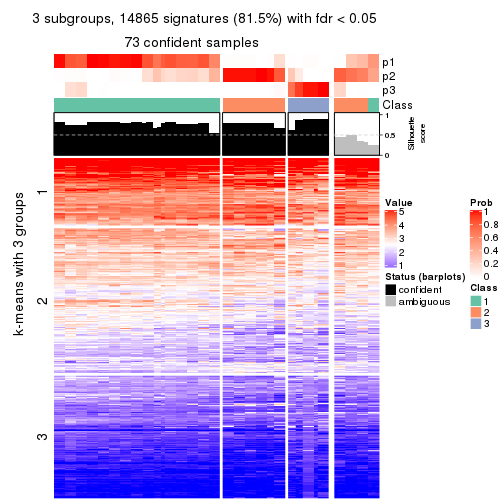 3 subgroups, 14865 signatures (81.5%) with fdr < 0.05
73 confident samples
p1
p2
p3
Class
1
0.5
0
Silhouette
score
k-means with 3 groups
1
2
3
Value
5
4
3
2
1
Status (barplots)
confident
ambiguous
Prob
1
0.8
0.6
0.4
0.2
0
Class
1
2
3